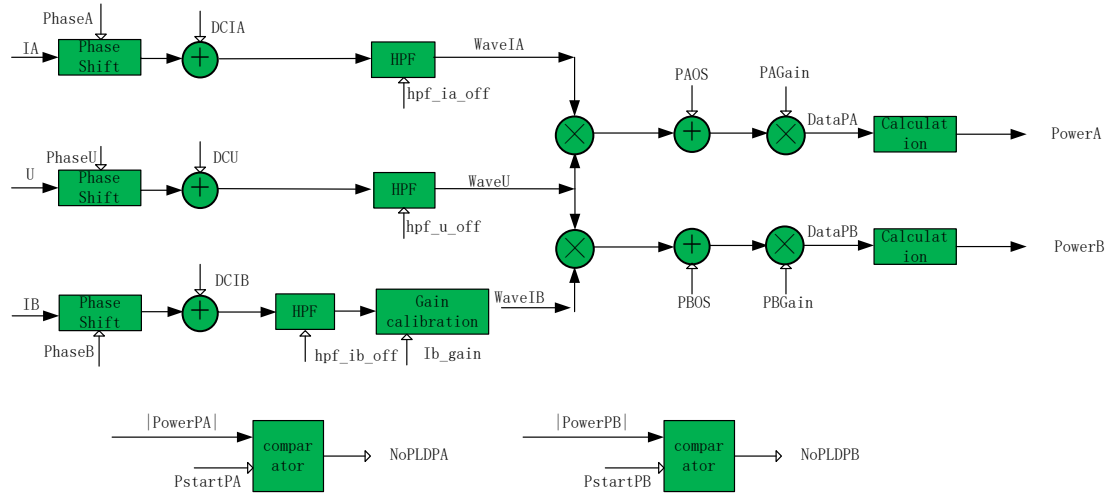 PhaseA
IA
Phase
Shift
DCIA
HPF
hpf_ia_off
WaveIA
PAOS
PAGain
DataPA
Calculat
ion
PowerA
PhaseU
U
Phase
Shift
DCU
HPF
hpf_u_off
WaveU
DataPB
Calculat
ion
PowerB
PBOS
PBGain
IB
Phase
Shift
PhaseB
DCIB
HPF
hpf_ib_off
Gain
calibration
Ib_gain
WaveIB
|PowerPA|
PstartPA
compar
ator
NoPLDPA
|PowerPB|
PstartPB
compar
ator
NoPLDPB